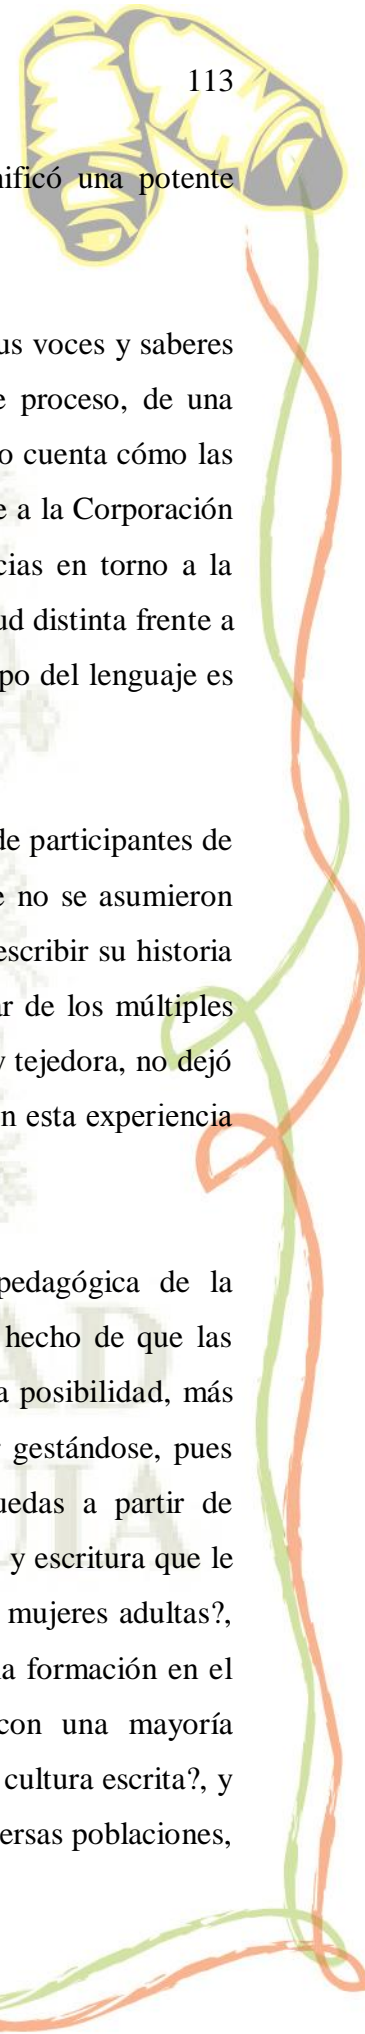 113
nificó una potente
us voces y saberes
e proceso, de una
o cuenta cómo las
e a la Corporación
cias en torno a la
ud distinta frente a
po del lenguaje es
de participantes de
e no se asumieron
escribir su historia
ar de los múltiples
y tejedora, no dejó
n esta experiencia
pedagógica de la
hecho de que las
a posibilidad, más
r gestándose, pues
uedas a partir de
y escritura que le
mujeres adultas?,
a formación en el
con una mayoría
cultura escrita?, y
ersas poblaciones,
AD
UIA